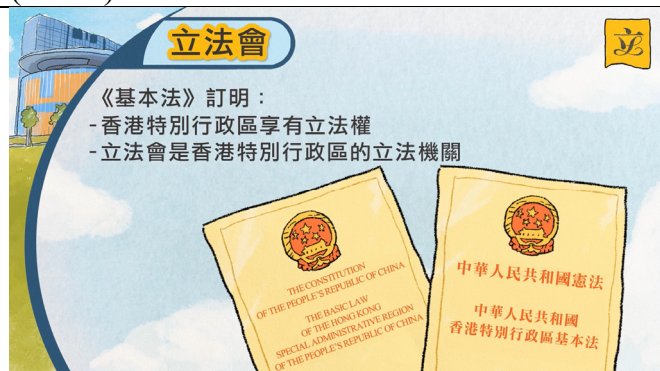 立法會
立
《基本法》訂明：
-香港特別行政區享有立法權
-立法會是香港特別行政區的立法機關
THE CONSTITUTION
OF THE PEOPLE'S REPUBLIC OF CHINA
THE BASIC LAW
OF THE HONG KONG
SPECIAL ADMINISTRATIVE REGION
OF THE PEOPLE'S REPUBLIC OF CHINA
中華人民共和國憲法
中華人民共和國
香港特別行政區基本法